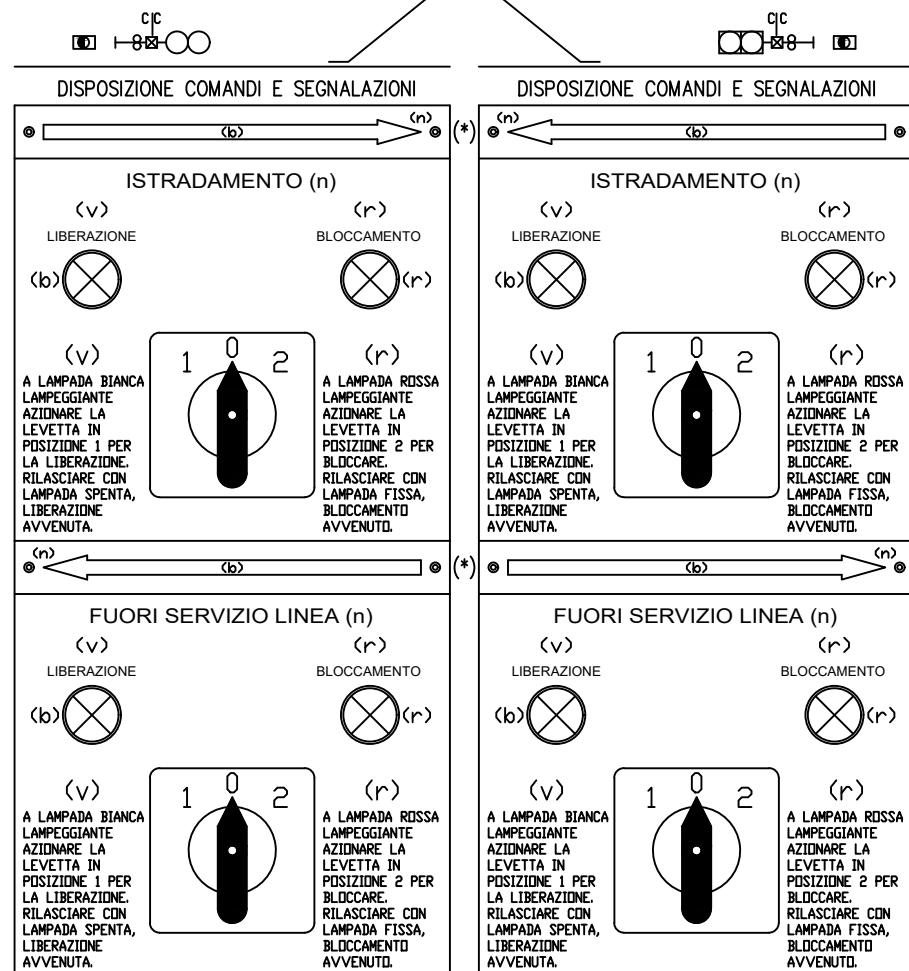 C C
C C
DISPOSIZIONE COMANDI E SEGNALAZIONI
DISPOSIZIONE COMANDI E SEGNALAZIONI
(b)
(n)
(*)
(n)
(b)
ISTRADAMENTO (n)
(v)
(r)
LIBERAZIONE
BLOCCAMENTO
(b)
(r)
1 0 2
(v)
A LAMPADA BIANCA
LAMPEGGIANTE
AZIONARE LA
LEVETTA IN
POSIZIONE 1 PER
LA LIBERAZIONE.
RILASCIARE CON
LAMPADA SPENTA,
LIBERAZIONE
AVVENUTA.
(r)
A LAMPADA ROSSA
LAMPEGGIANTE
AZIONARE LA
LEVETTA IN
POSIZIONE 2 PER
BLOCCARE.
RILASCIARE CON
LAMPADA FISSA,
BLOCCAMENTO
AVVENUTO.
ISTRADAMENTO (n)
(v)
(r)
LIBERAZIONE
BLOCCAMENTO
(b)
(r)
1 0 2
(v)
A LAMPADA BIANCA
LAMPEGGIANTE
AZIONARE LA
LEVETTA IN
POSIZIONE 1 PER
LA LIBERAZIONE.
RILASCIARE CON
LAMPADA SPENTA,
LIBERAZIONE
AVVENUTA.
(r)
A LAMPADA ROSSA
LAMPEGGIANTE
AZIONARE LA
LEVETTA IN
POSIZIONE 2 PER
BLOCCARE.
RILASCIARE CON
LAMPADA FISSA,
BLOCCAMENTO
AVVENUTO.
(n)
(b)
(*)
(b)
(n)
FUORI SERVIZIO LINEA (n)
(v)
(r)
LIBERAZIONE
BLOCCAMENTO
(b)
(r)
1 0 2
(v)
A LAMPADA BIANCA
LAMPEGGIANTE
AZIONARE LA
LEVETTA IN
POSIZIONE 1 PER
LA LIBERAZIONE.
RILASCIARE CON
LAMPADA SPENTA,
LIBERAZIONE
AVVENUTA.
(r)
A LAMPADA ROSSA
LAMPEGGIANTE
AZIONARE LA
LEVETTA IN
POSIZIONE 2 PER
BLOCCARE.
RILASCIARE CON
LAMPADA FISSA,
BLOCCAMENTO
AVVENUTO.
FUORI SERVIZIO LINEA (n)
(v)
(r)
LIBERAZIONE
BLOCCAMENTO
(b)
(r)
1 0 2
(v)
A LAMPADA BIANCA
LAMPEGGIANTE
AZIONARE LA
LEVETTA IN
POSIZIONE 1 PER
LA LIBERAZIONE.
RILASCIARE CON
LAMPADA SPENTA,
LIBERAZIONE
AVVENUTA.
(r)
A LAMPADA ROSSA
LAMPEGGIANTE
AZIONARE LA
LEVETTA IN
POSIZIONE 2 PER
BLOCCARE.
RILASCIARE CON
LAMPADA FISSA,
BLOCCAMENTO
AVVENUTO.